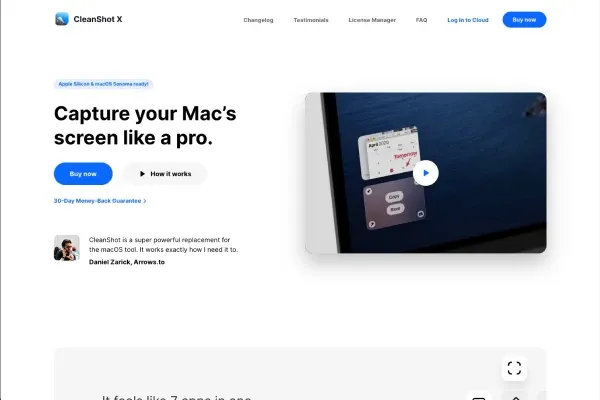 CleanShot X
Changelog
Testimonials
License Manager
FAQ
Log in to Cloud
Buy now
Apple Silicon & macOS Sonoma ready!
Capture your Mac's
screen like a pro.
Buy now
How it works
30-Day Money-Back Guarantee >
CleanShot is a super powerful replacement for
the macOS tool. It works exactly how I need it to.
Daniel Zarick, Arrows.to
Tomorrow
Copy
Save
It feels like 7 apps in one